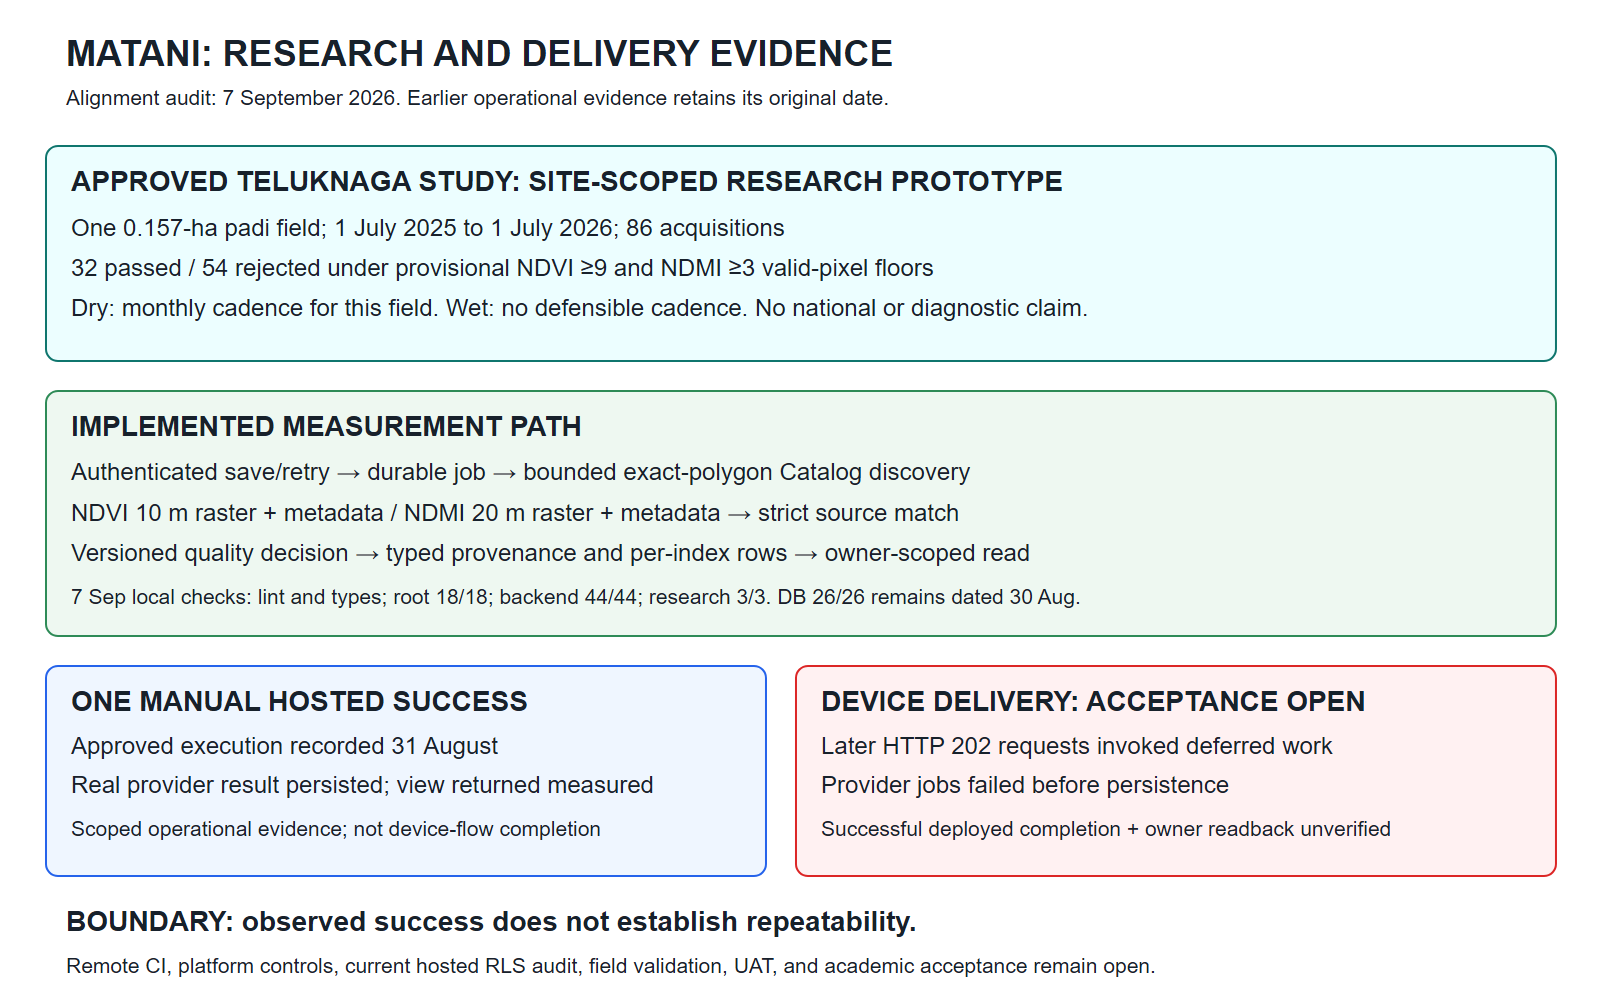 MATANI: RESEARCH AND DELIVERY EVIDENCE
Alignment audit: 7 September 2026. Earlier operational evidence retains its original date.
APPROVED TELUKNAGA STUDY: SITE-SCOPED RESEARCH PROTOTYPE
One 0.157-ha padi field; 1 July 2025 to 1 July 2026; 86 acquisitions
32 passed / 54 rejected under provisional NDVI ≥9 and NDMI ≥3 valid-pixel floors
Dry: monthly cadence for this field. Wet: no defensible cadence. No national or diagnostic claim.
IMPLEMENTED MEASUREMENT PATH
Authenticated save/retry → durable job → bounded exact-polygon Catalog discovery
NDVI 10 m raster + metadata / NDMI 20 m raster + metadata → strict source match
Versioned quality decision → typed provenance and per-index rows → owner-scoped read
7 Sep local checks: lint and types; root 18/18; backend 44/44; research 3/3. DB 26/26 remains dated 30 Aug.
ONE MANUAL HOSTED SUCCESS
Approved execution recorded 31 August
Real provider result persisted; view returned measured
Scoped operational evidence; not device-flow completion
DEVICE DELIVERY: ACCEPTANCE OPEN
Later HTTP 202 requests invoked deferred work
Provider jobs failed before persistence
Successful deployed completion + owner readback unverified
BOUNDARY: observed success does not establish repeatability.
Remote CI, platform controls, current hosted RLS audit, field validation, UAT, and academic acceptance remain open.